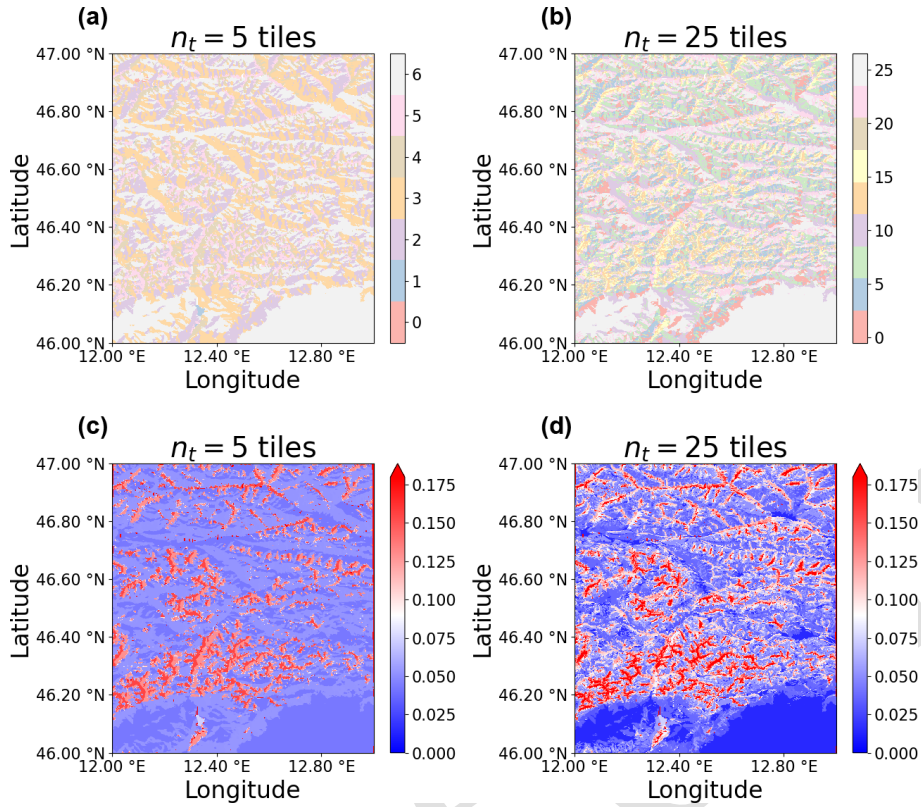 (a)
n_t = 5 tiles
47.00 °N
46.80 °N
46.60 °N
46.40 °N
46.20 °N
46.00 °N
12.00 °E
12.40 °E
12.80 °E
Latitude
Longitude
6
5
4
3
2
1
0
(b)
n_t = 25 tiles
47.00 °N
46.80 °N
46.60 °N
46.40 °N
46.20 °N
46.00 °N
12.00 °E
12.40 °E
12.80 °E
Latitude
Longitude
25
20
15
10
5
0
(c)
n_t = 5 tiles
47.00 °N
46.80 °N
46.60 °N
46.40 °N
46.20 °N
46.00 °N
12.00 °E
12.40 °E
12.80 °E
Latitude
Longitude
0.175
0.150
0.125
0.100
0.075
0.050
0.025
0.000
(d)
n_t = 25 tiles
47.00 °N
46.80 °N
46.60 °N
46.40 °N
46.20 °N
46.00 °N
12.00 °E
12.40 °E
12.80 °E
Latitude
Longitude
0.175
0.150
0.125
0.100
0.075
0.050
0.025
0.000